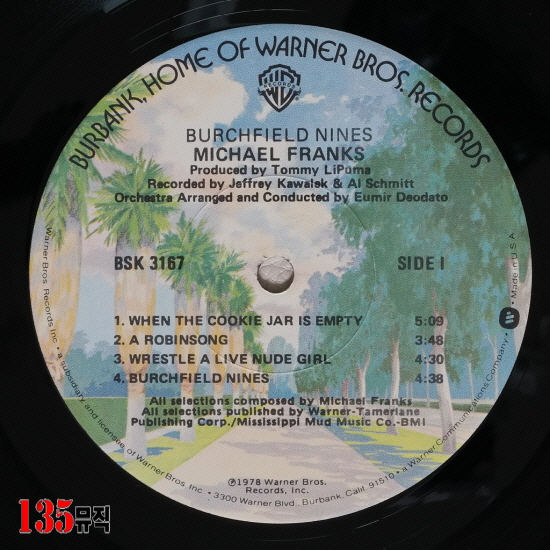 BURBANK, HOME OF WARNER BROS. RECORDS
RECORDS
BURCHFIELD NINES
MICHAEL FRANKS
Produced by Tommy LiPuma
Recorded by Jeffrey Kawalek & Al Schmitt
Orchestra Arranged and Conducted by Eumir Deodato
BSK 3167 SIDE I
1. WHEN THE COOKIE JAR IS EMPTY 5:09
2. A ROBINSONG 3:48
3. WRESTLE A LIVE NUDE GIRL 4:30
4. BURCHFIELD NINES 4:38
All selections composed by Michael Franks
All selections published by Warner-Tamerlane
Publishing Corp./Mississippi Mud Music Co.-BMI
℗1978 Warner Bros.
Records, Inc.
Warner Bros. Records Inc. • a subsidiary and licensee of Warner Bros. Inc. • 3300 Warner Blvd., Burbank, Calif. 91510 • a Warner Communications Company • Made in U.S.A.
135뮤직